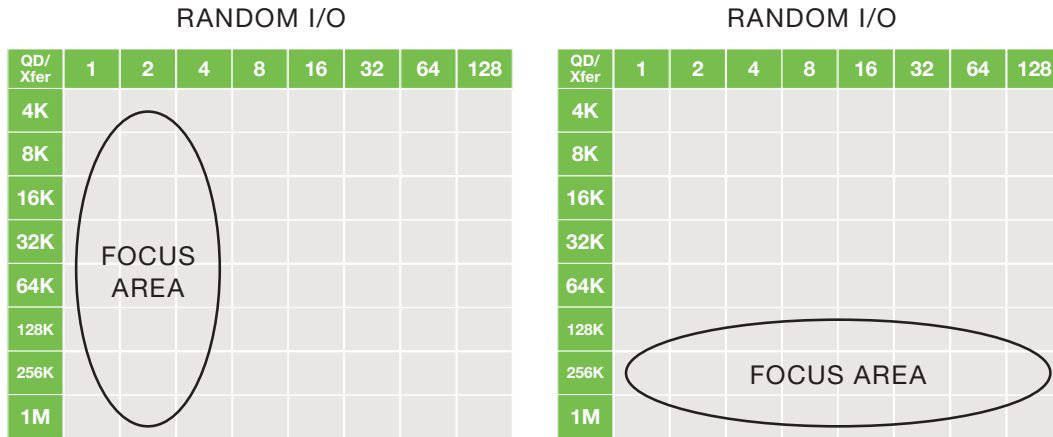 RANDOM I/O
QD/
Xfer 1 2 4 8 16 32 64 128
4K
8K
16K
32K
64K
128K
256K
1M
FOCUS
AREA
RANDOM I/O
QD/
Xfer 1 2 4 8 16 32 64 128
4K
8K
16K
32K
64K
128K
256K
1M
FOCUS AREA